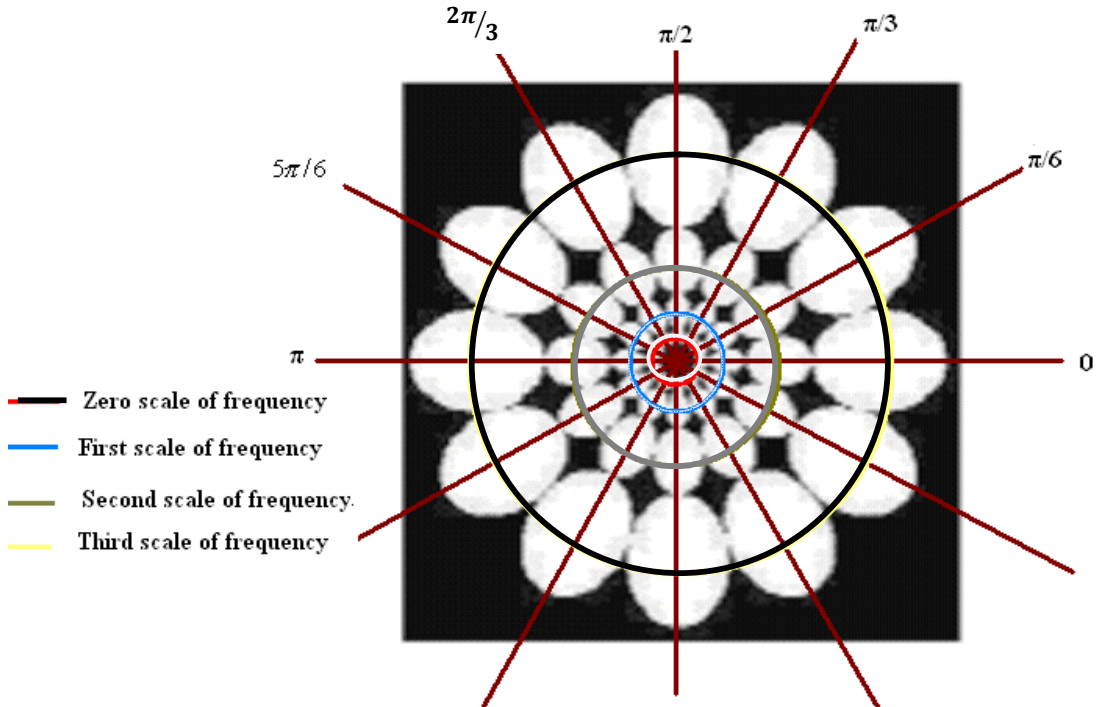 2π/3
π/2
π/3
5π/6
π/6
π
0
Zero scale of frequency
First scale of frequency
Second scale of frequency.
Third scale of frequency